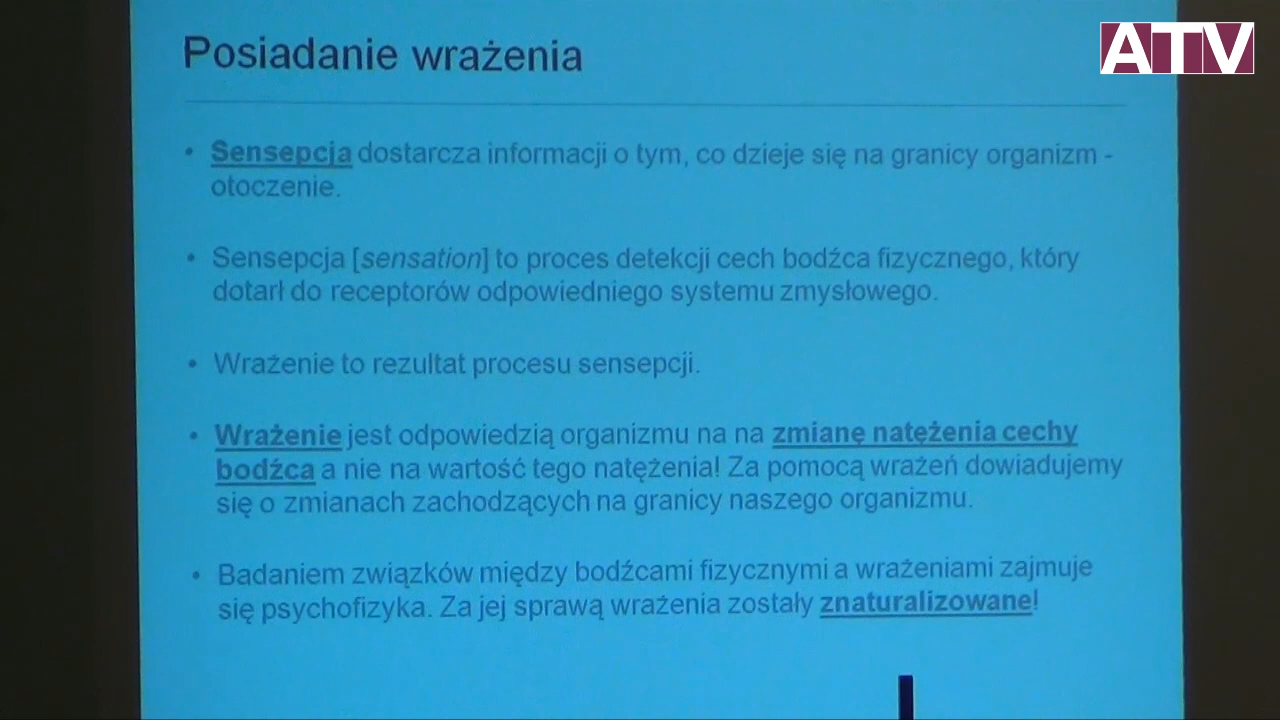 ATV
Posiadanie wrażenia
• Sensepcja dostarcza informacji o tym, co dzieje się na granicy organizm -
otoczenie.
• Sensepcja [sensation] to proces detekcji cech bodźca fizycznego, który
dotarł do receptorów odpowiedniego systemu zmysłowego.
• Wrażenie to rezultat procesu sensepcji.
• Wrażenie jest odpowiedzią organizmu na na zmianę natężenia cechy
bodźca a nie na wartość tego natężenia! Za pomocą wrażeń dowiadujemy
się o zmianach zachodzących na granicy naszego organizmu.
• Badaniem związków między bodźcami fizycznymi a wrażeniami zajmuje
się psychofizyka. Za jej sprawą wrażenia zostały znaturalizowane!